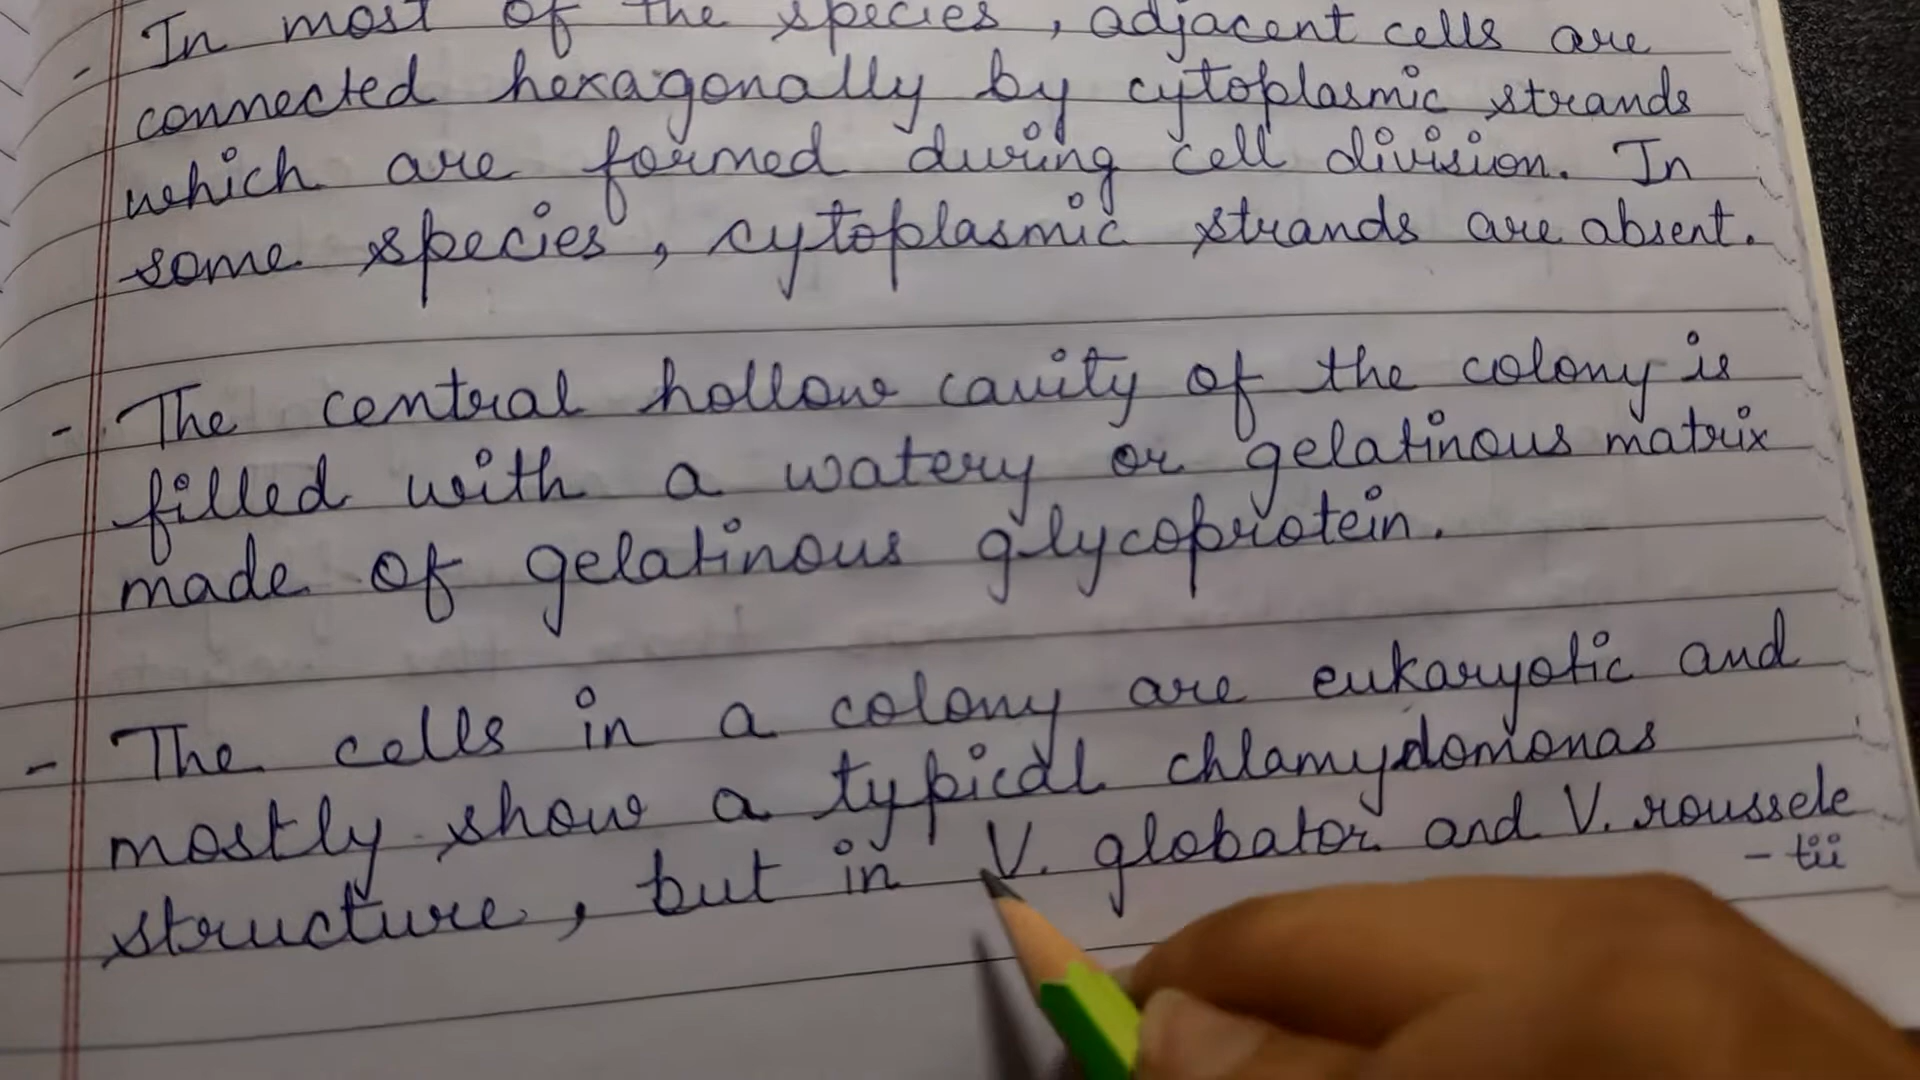 - In most of the species, adjacent cells are
connected hexagonally by cytoplasmic strands
which are formed during cell division. In
some species, cytoplasmic strands are absent.
- The central hollow cavity of the colony is
filled with a watery or gelatinous matrix
made of gelatinous glycoprotein.
- The cells in a colony are eukaryotic and
mostly show a typical chlamydomonas
structure, but in V. globator and V. roussele
- tii